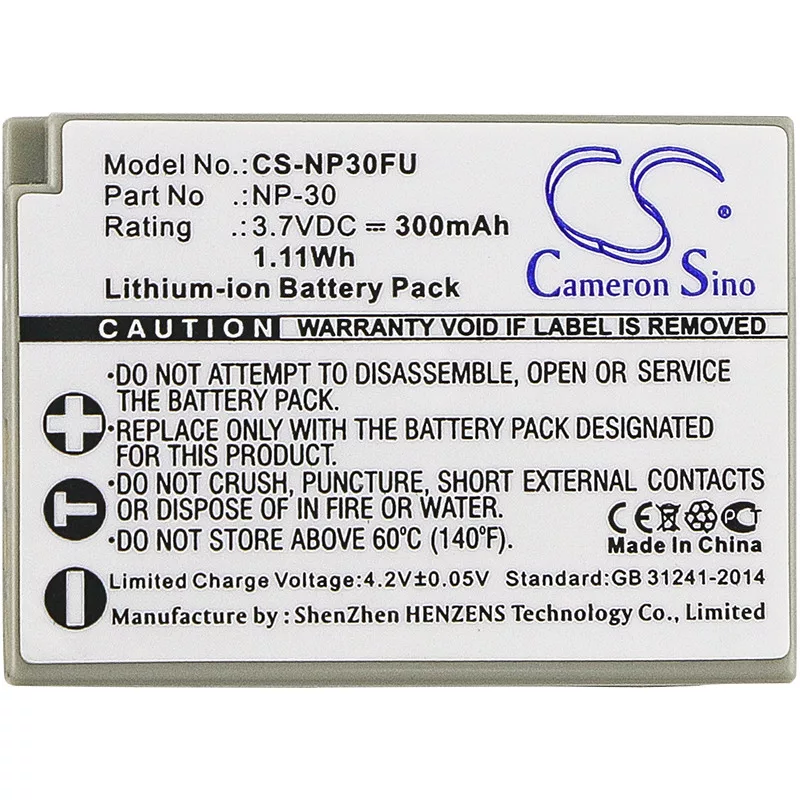 Model No.: CS-NP30FU
Part No .: NP-30
Rating .: 3.7VDC ⎓ 300mAh
1.11Wh
Lithium-ion Battery Pack
CS ®
Cameron Sino
CAUTION WARRANTY VOID IF LABEL IS REMOVED
·DO NOT ATTEMPT TO DISASSEMBLE, OPEN OR SERVICE
THE BATTERY PACK.
·REPLACE ONLY WITH THE BATTERY PACK DESIGNATED
FOR THIS PRODUCT.
·DO NOT CRUSH, PUNCTURE, SHORT EXTERNAL CONTACTS
OR DISPOSE OF IN FIRE OR WATER.
·DO NOT STORE ABOVE 60°C (140°F).
+
T
−
CE PCT
Made In China
Limited Charge Voltage:4.2V±0.05V Standard:GB 31241-2014
Manufacture by : ShenZhen HENZENS Technology Co., Limited